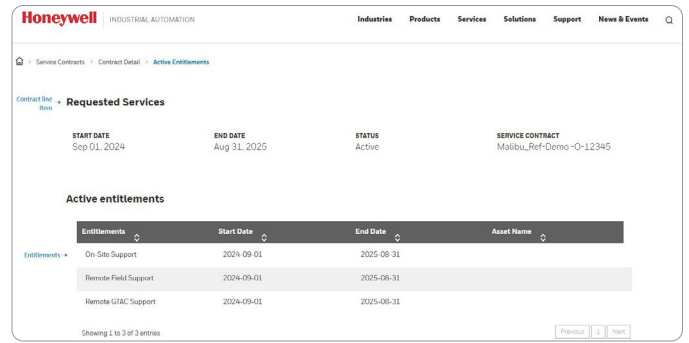 Honeywell INDUSTRIAL AUTOMATION Industries Products Services Solutions Support News & Events
Service Contracts > Contract Detail > Active Entitlements
Contract line Item
Requested Services
START DATE END DATE STATUS SERVICE CONTRACT
Sep 01, 2024 Aug 31, 2025 Active Malibu_Ref-Demo -O-12345
Active entitlements
Entitlements Start Date End Date Asset Name
Entitlements
On-Site Support 2024-09-01 2025-08-31
Remote Field Support 2024-09-01 2025-08-31
Remote GTAC Support 2024-09-01 2025-08-31
Showing 1 to 3 of 3 entries Previous 1 Next